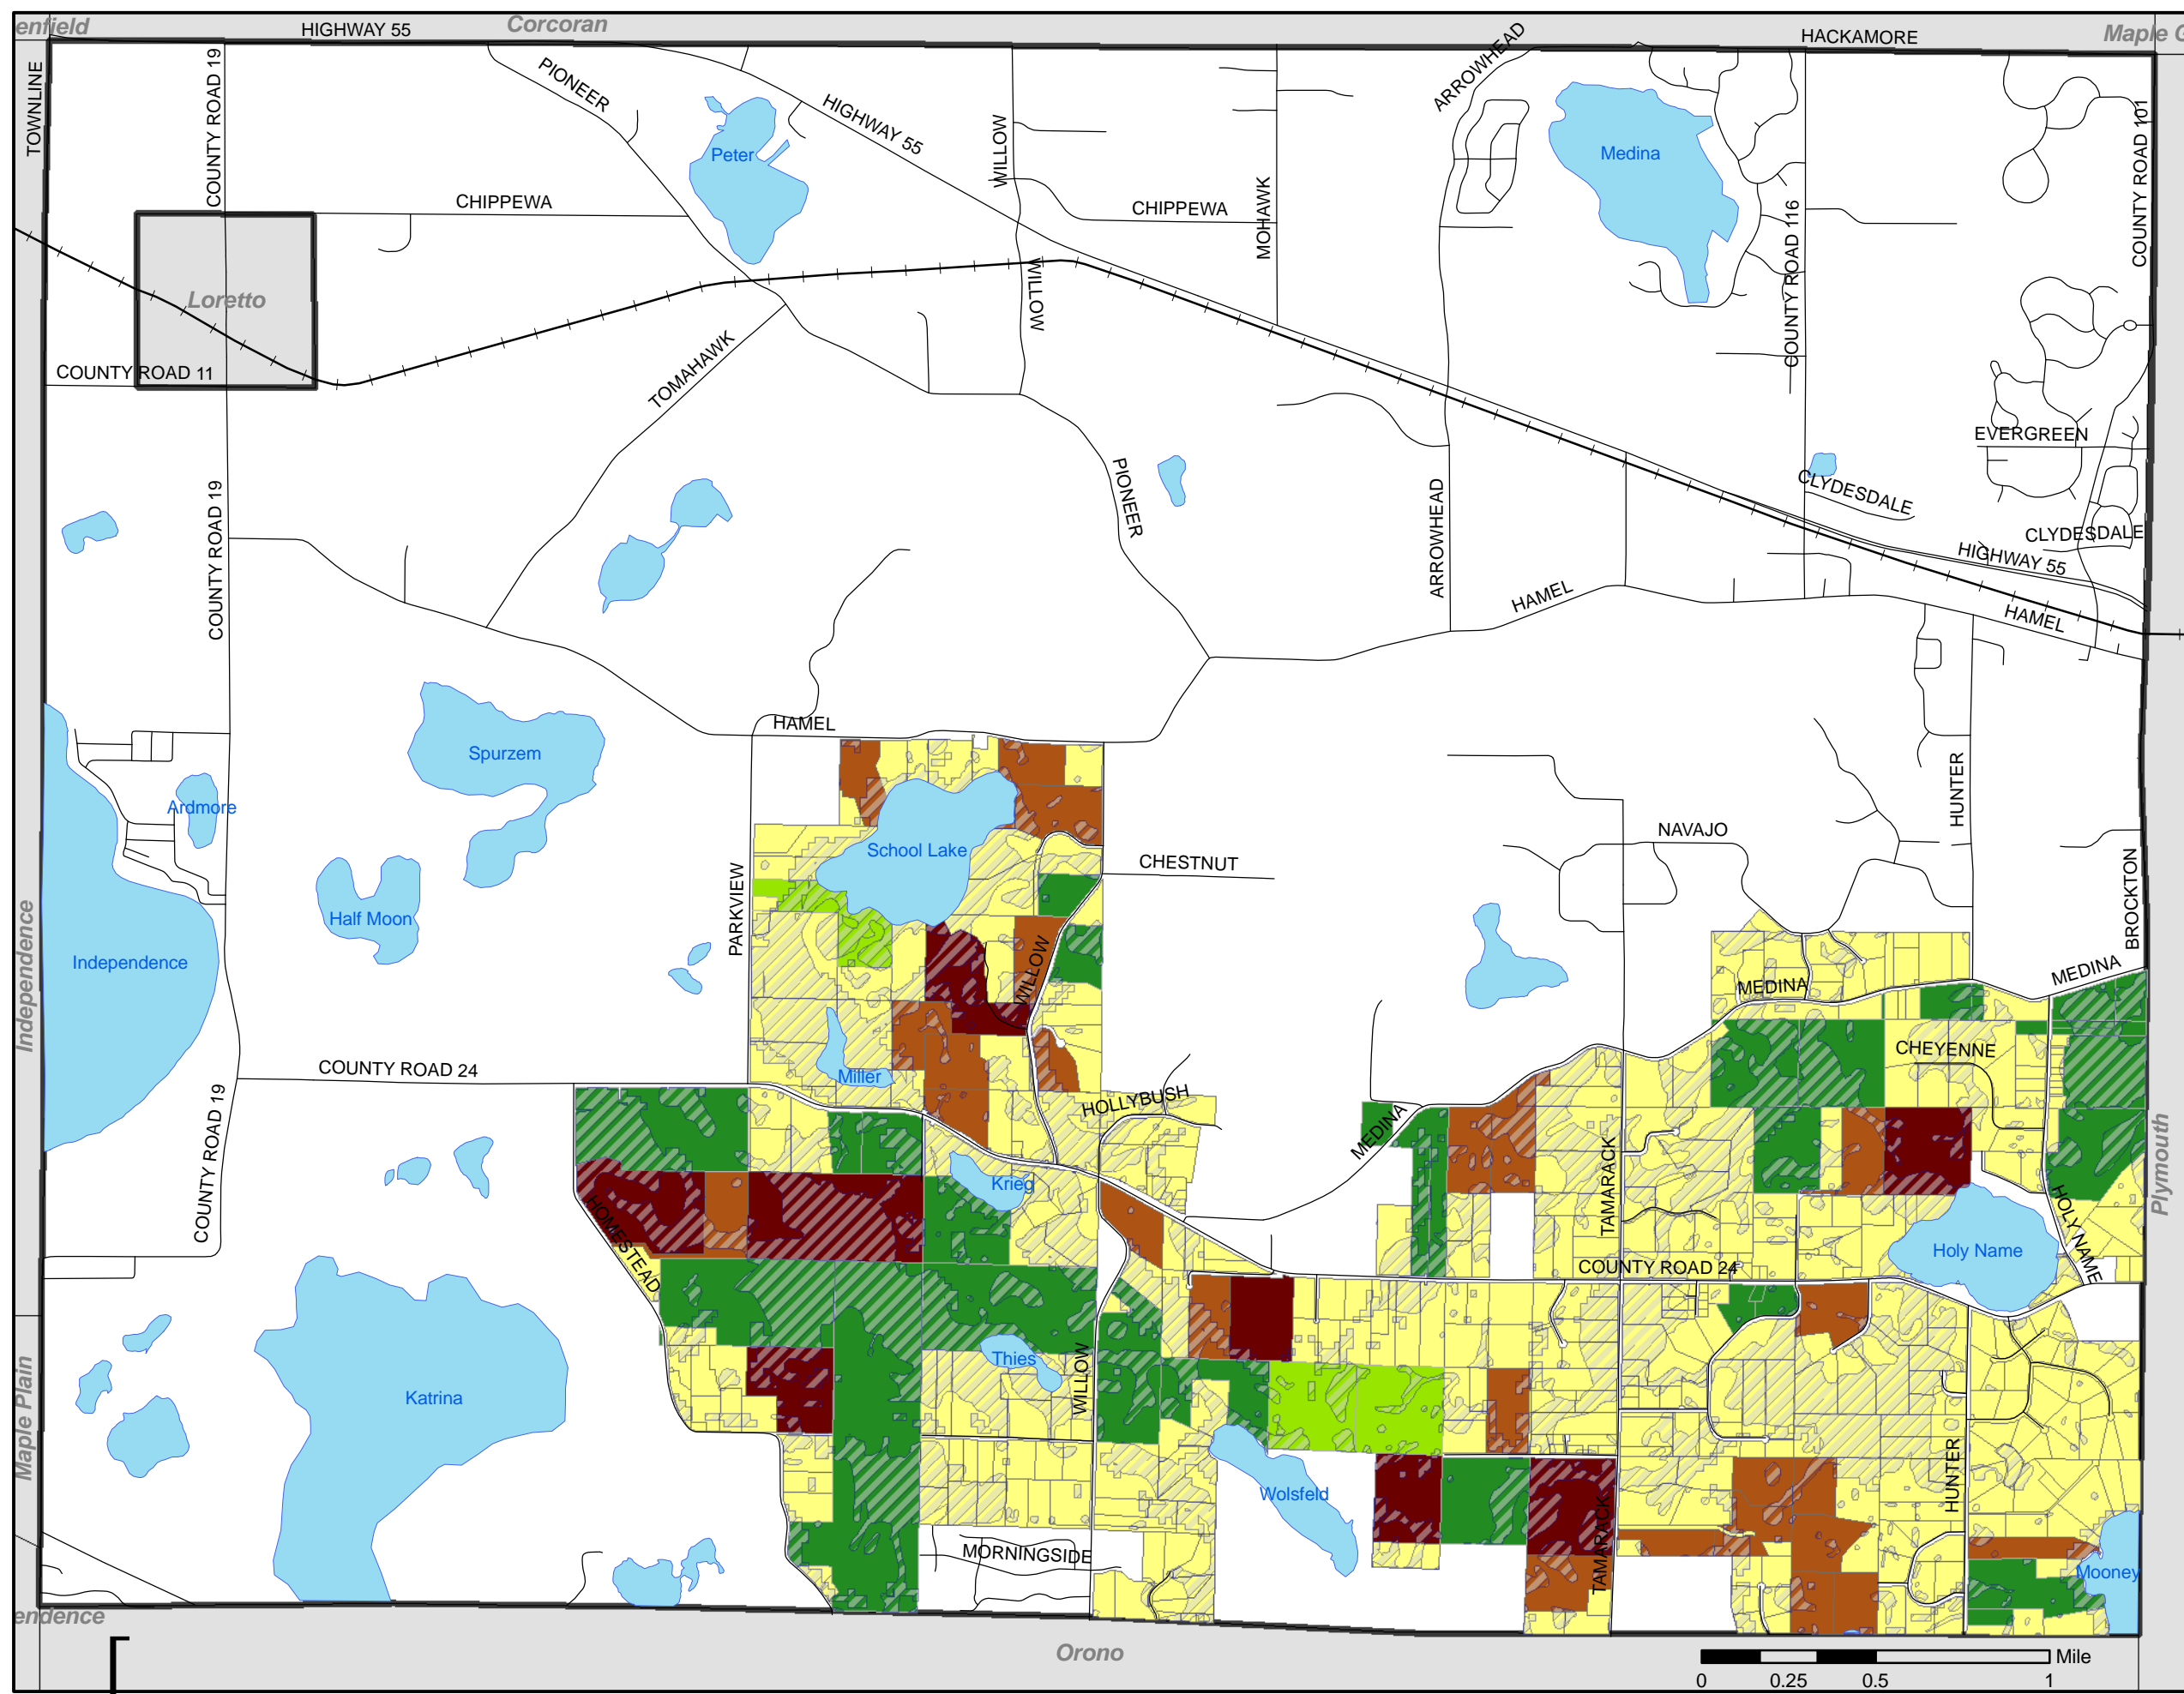 enfield
Corcoran
Maple G
HIGHWAY 55
HACKAMORE
TOWNLINE
COUNTY ROAD 19
PIONEER
HIGHWAY 55
WILLOW
ARROWHEAD
COUNTY ROAD 101
Peter
Medina
CHIPPEWA
CHIPPEWA
MOHAWK
COUNTY ROAD 116
Loretto
WILLOW
COUNTY ROAD 11
TOMAHAWK
EVERGREEN
COUNTY ROAD 19
PIONEER
ARROWHEAD
CLYDESDALE
CLYDESDALE
HIGHWAY 55
HAMEL
HAMEL
HAMEL
Spurzem
Ardmore
HUNTER
NAVAJO
School Lake
CHESTNUT
PARKVIEW
BROCKTON
Half Moon
Independence
Independence
WILLOW
MEDINA
MEDINA
CHEYENNE
COUNTY ROAD 24
Miller
HOLLYBUSH
MEDINA
COUNTY ROAD 19
Krieg
TAMARACK
Plymouth
HOMESTEAD
HOLY NAME
Holy Name
COUNTY ROAD 24
Thies
WILLOW
Maple Plain
Katrina
HUNTER
Wolsfeld
TAMARACK
MORNINGSIDE
Mooney
endence
Orono
Mile
0 0.25 0.5 1